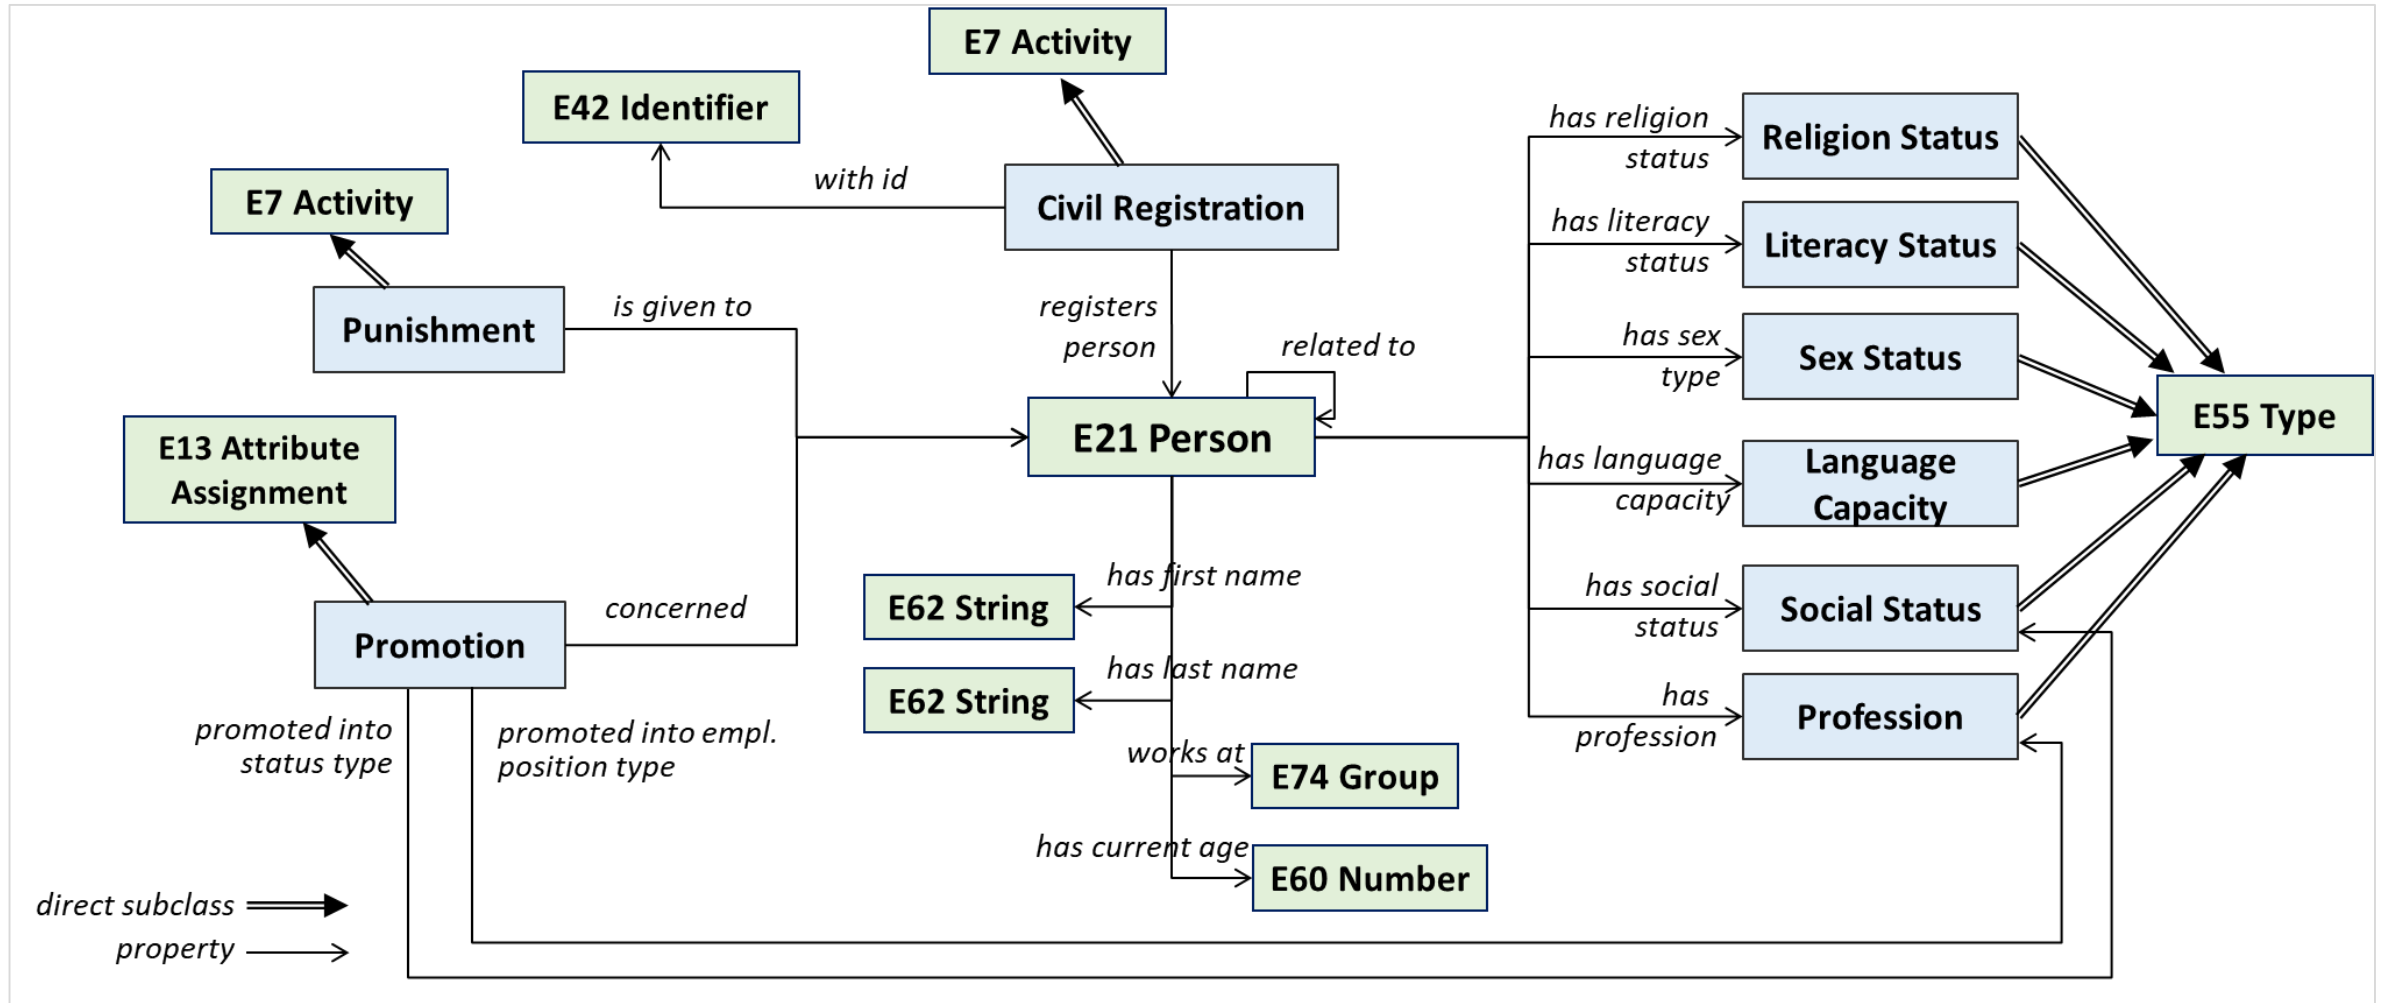 E7 Activity
E42 Identifier
with id
Civil Registration
E7 Activity
Punishment
is given to
registers
person
related to
E13 Attribute
Assignment
Promotion
concerned
promoted into
status type
promoted into empl.
position type
E21 Person
has first name
E62 String
has last name
E62 String
works at
E74 Group
has current age
E60 Number
has religion
status
Religion Status
has literacy
status
Literacy Status
has sex
type
Sex Status
has language
capacity
Language
Capacity
has social
status
Social Status
has
profession
Profession
E55 Type
direct subclass
property